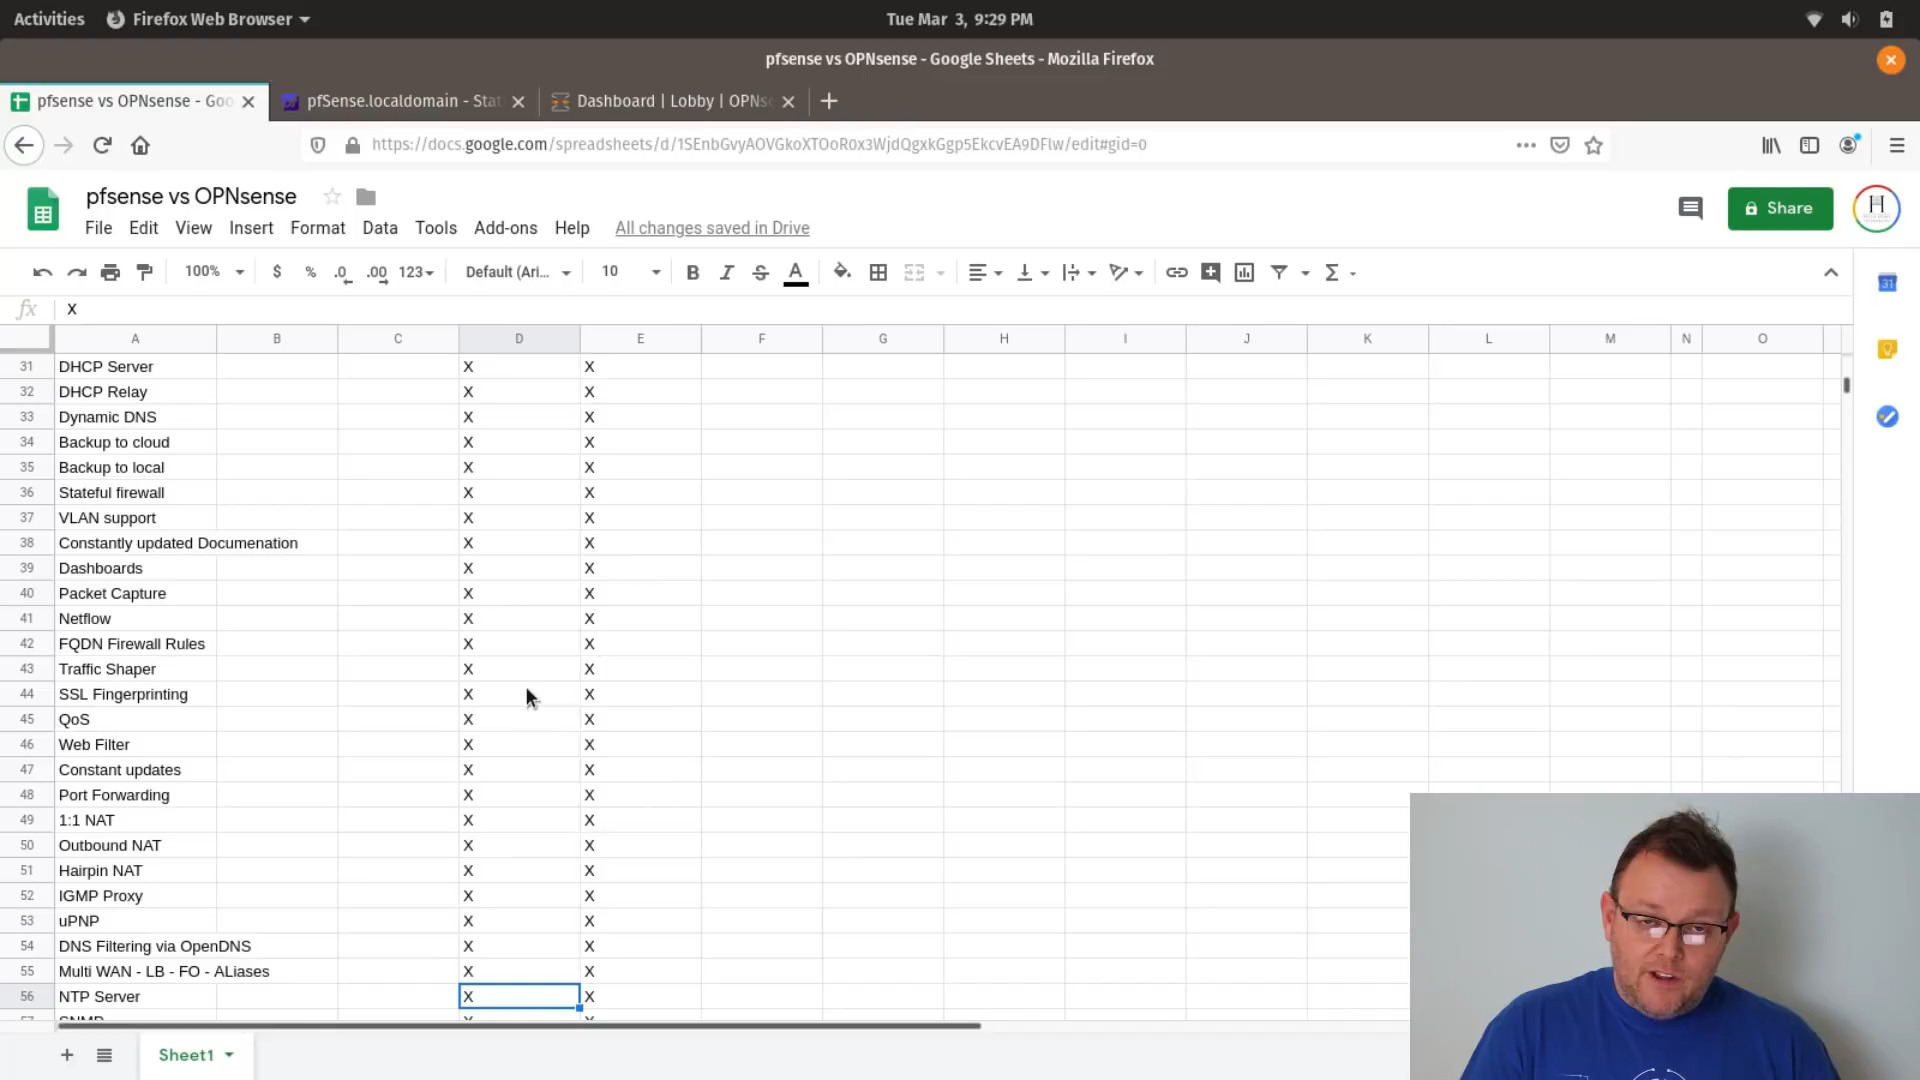 Activities Firefox Web Browser Tue Mar 3, 9:29 PM
pfsense vs OPNsense - Google Sheets - Mozilla Firefox
pfsense vs OPNsense - Goo pfSense.localdomain - Stat Dashboard | Lobby | OPNs
https://docs.google.com/spreadsheets/d/1SEnbGvyAOVGkoXTOoR0x3WjdQgxkGgp5EkcvEA9DFlw/edit#gid=0
pfsense vs OPNsense
File Edit View Insert Format Data Tools Add-ons Help All changes saved in Drive
Share
H
100% $ % .0 .00 123 Default (Ari... 10 B I S A Σ
31
fx X
A B C D E F G H I J K L M N O
31 DHCP Server X X
32 DHCP Relay X X
33 Dynamic DNS X X
34 Backup to cloud X X
35 Backup to local X X
36 Stateful firewall X X
37 VLAN support X X
38 Constantly updated Documenation X X
39 Dashboards X X
40 Packet Capture X X
41 Netflow X X
42 FQDN Firewall Rules X X
43 Traffic Shaper X X
44 SSL Fingerprinting X X
45 QoS X X
46 Web Filter X X
47 Constant updates X X
48 Port Forwarding X X
49 1:1 NAT X X
50 Outbound NAT X X
51 Hairpin NAT X X
52 IGMP Proxy X X
53 uPNP X X
54 DNS Filtering via OpenDNS X X
55 Multi WAN - LB - FO - ALiases X X
56 NTP Server X X
57 SNMP X X
Sheet1